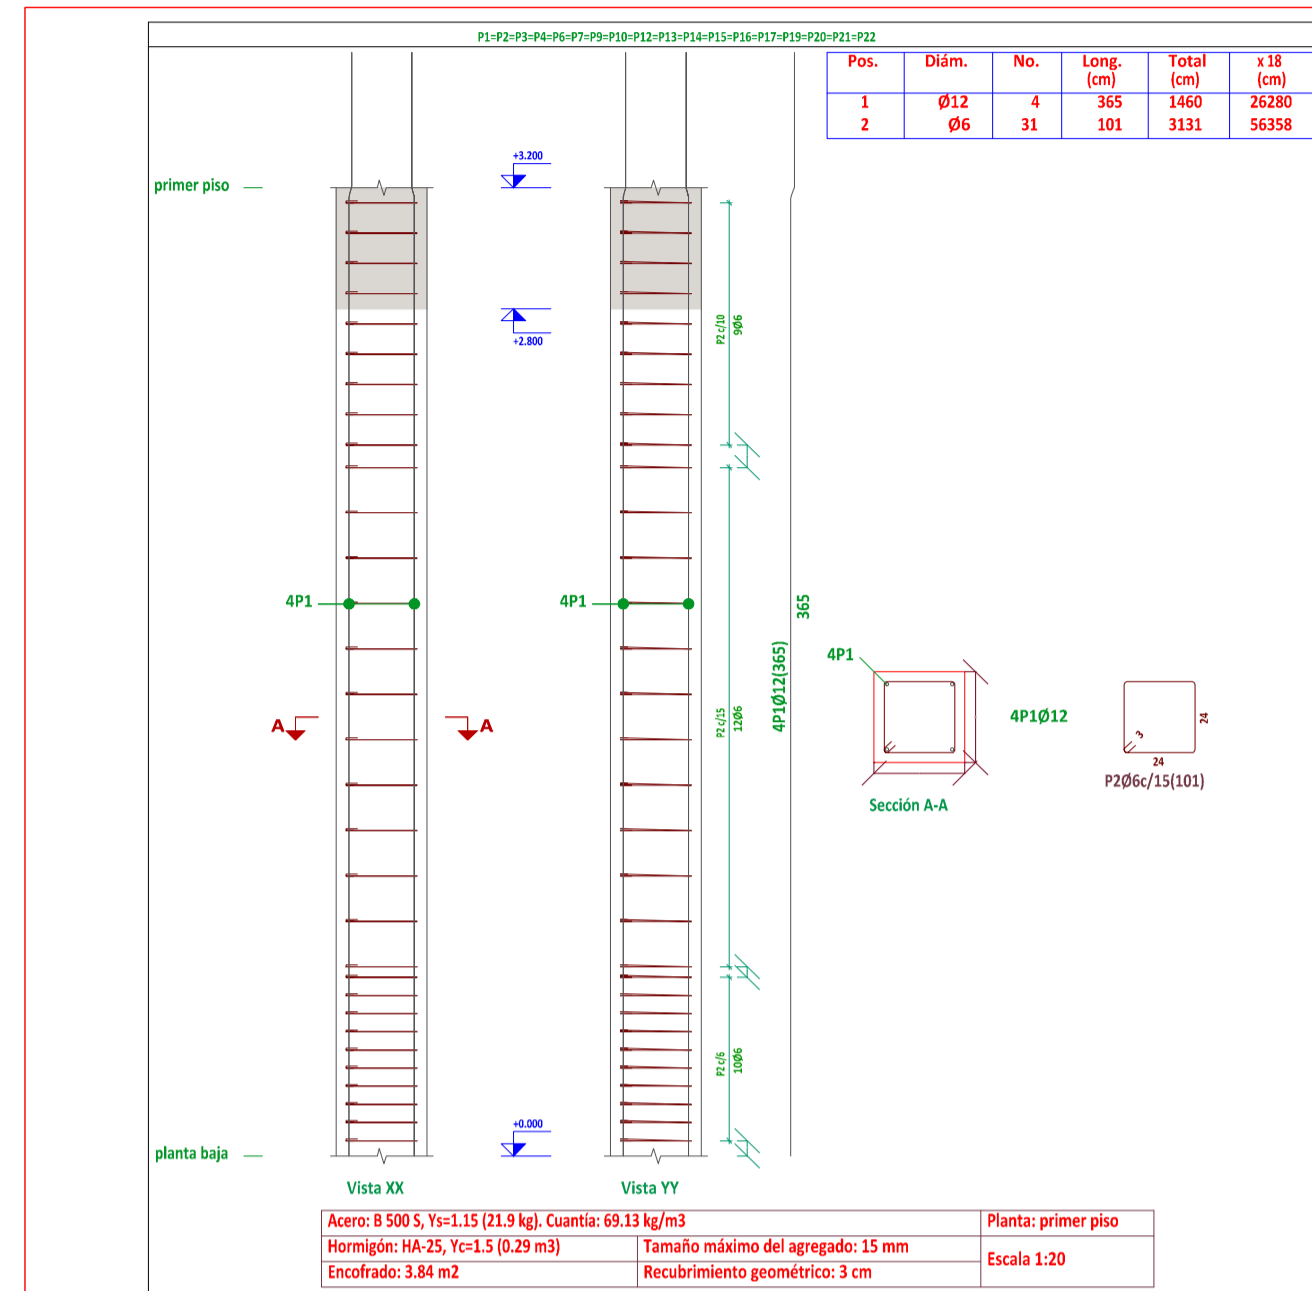 P1=P2=P3=P4=P6=P7=P9=P10=P12=P13=P14=P15=P16=P17=P19=P20=P21=P22
Pos. Diám. No. Long. (cm) Total (cm) x 18 (cm)
1 Ø12 4 365 1460 26280
2 Ø6 31 101 3131 56358
+3.200
primer piso
+2.800
P2 c/10
9Ø6
4P1
4P1
365
4P1Ø12(365)
P2 c/15
12Ø6
A
A
4P1
4P1Ø12
Sección A-A
3
24
24
P2Ø6c/15(101)
P2 c/6
10Ø6
+0.000
planta baja
Vista XX
Vista YY
Acero: B 500 S, Ys=1.15 (21.9 kg). Cuantía: 69.13 kg/m3
Planta: primer piso
Hormigón: HA-25, Yc=1.5 (0.29 m3)
Tamaño máximo del agregado: 15 mm
Escala 1:20
Encofrado: 3.84 m2
Recubrimiento geométrico: 3 cm